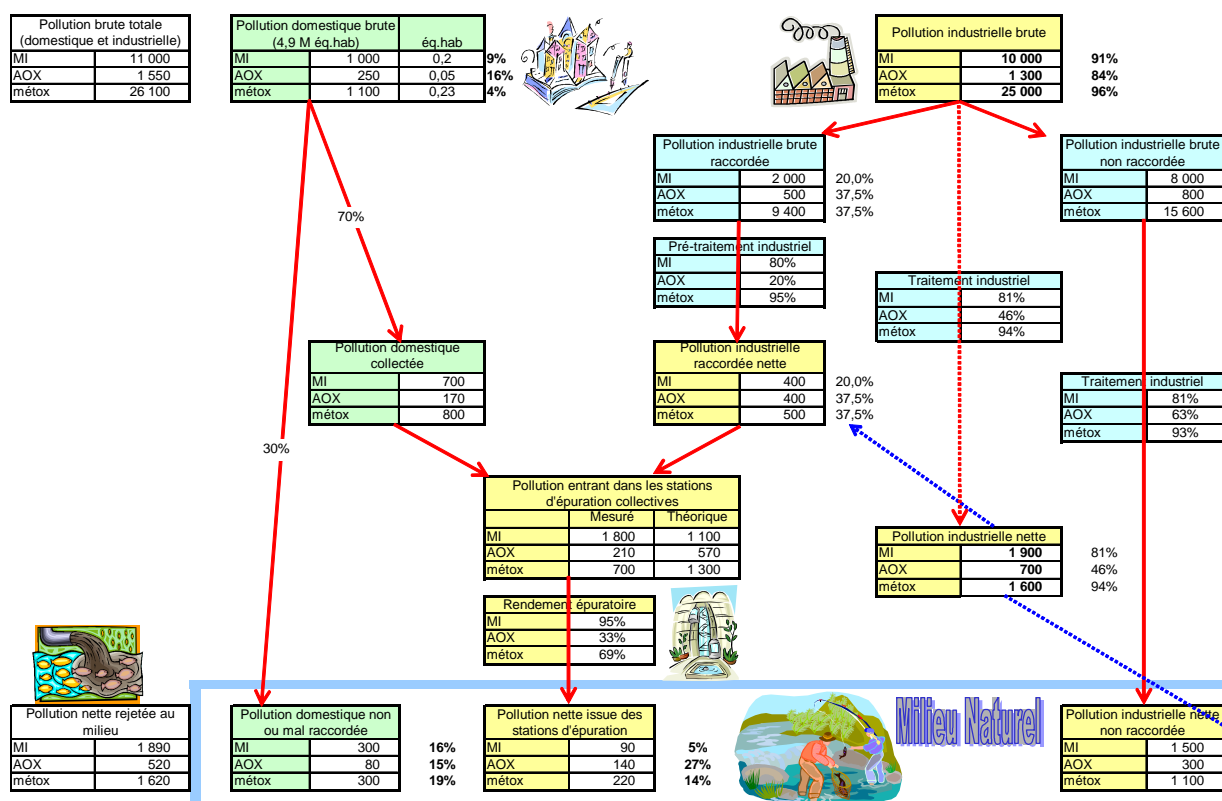 Pollution brute totale
(domestique et industrielle)
MI 11 000
AOX 1 550
métox 26 100
Pollution domestique brute
(4,9 M éq.hab) éq.hab
MI 1 000 0,2 9%
AOX 250 0,05 16%
métox 1 100 0,23 4%
Pollution industrielle brute
MI 10 000 91%
AOX 1 300 84%
métox 25 000 96%
Pollution industrielle brute
raccordée
MI 2 000 20,0%
AOX 500 37,5%
métox 9 400 37,5%
Pollution industrielle brute
non raccordée
MI 8 000
AOX 800
métox 15 600
70%
Pré-traitement industriel
MI 80%
AOX 20%
métox 95%
Traitement industriel
MI 81%
AOX 46%
métox 94%
Pollution domestique
collectée
MI 700
AOX 170
métox 800
Pollution industrielle
raccordée nette
MI 400 20,0%
AOX 400 37,5%
métox 500 37,5%
Traitement industriel
MI 81%
AOX 63%
métox 93%
30%
Pollution entrant dans les stations
d'épuration collectives
Mesuré Théorique
MI 1 800 1 100
AOX 210 570
métox 700 1 300
Pollution industrielle nette
MI 1 900 81%
AOX 700 46%
métox 1 600 94%
Rendement épuratoire
MI 95%
AOX 33%
métox 69%
Pollution nette rejetée au
milieu
MI 1 890
AOX 520
métox 1 620
Pollution domestique non
ou mal raccordée
MI 300 16%
AOX 80 15%
métox 300 19%
Pollution nette issue des
stations d'épuration
MI 90 5%
AOX 140 27%
métox 220 14%
Milieu Naturel
Pollution industrielle nette
non raccordée
MI 1 500
AOX 300
métox 1 100